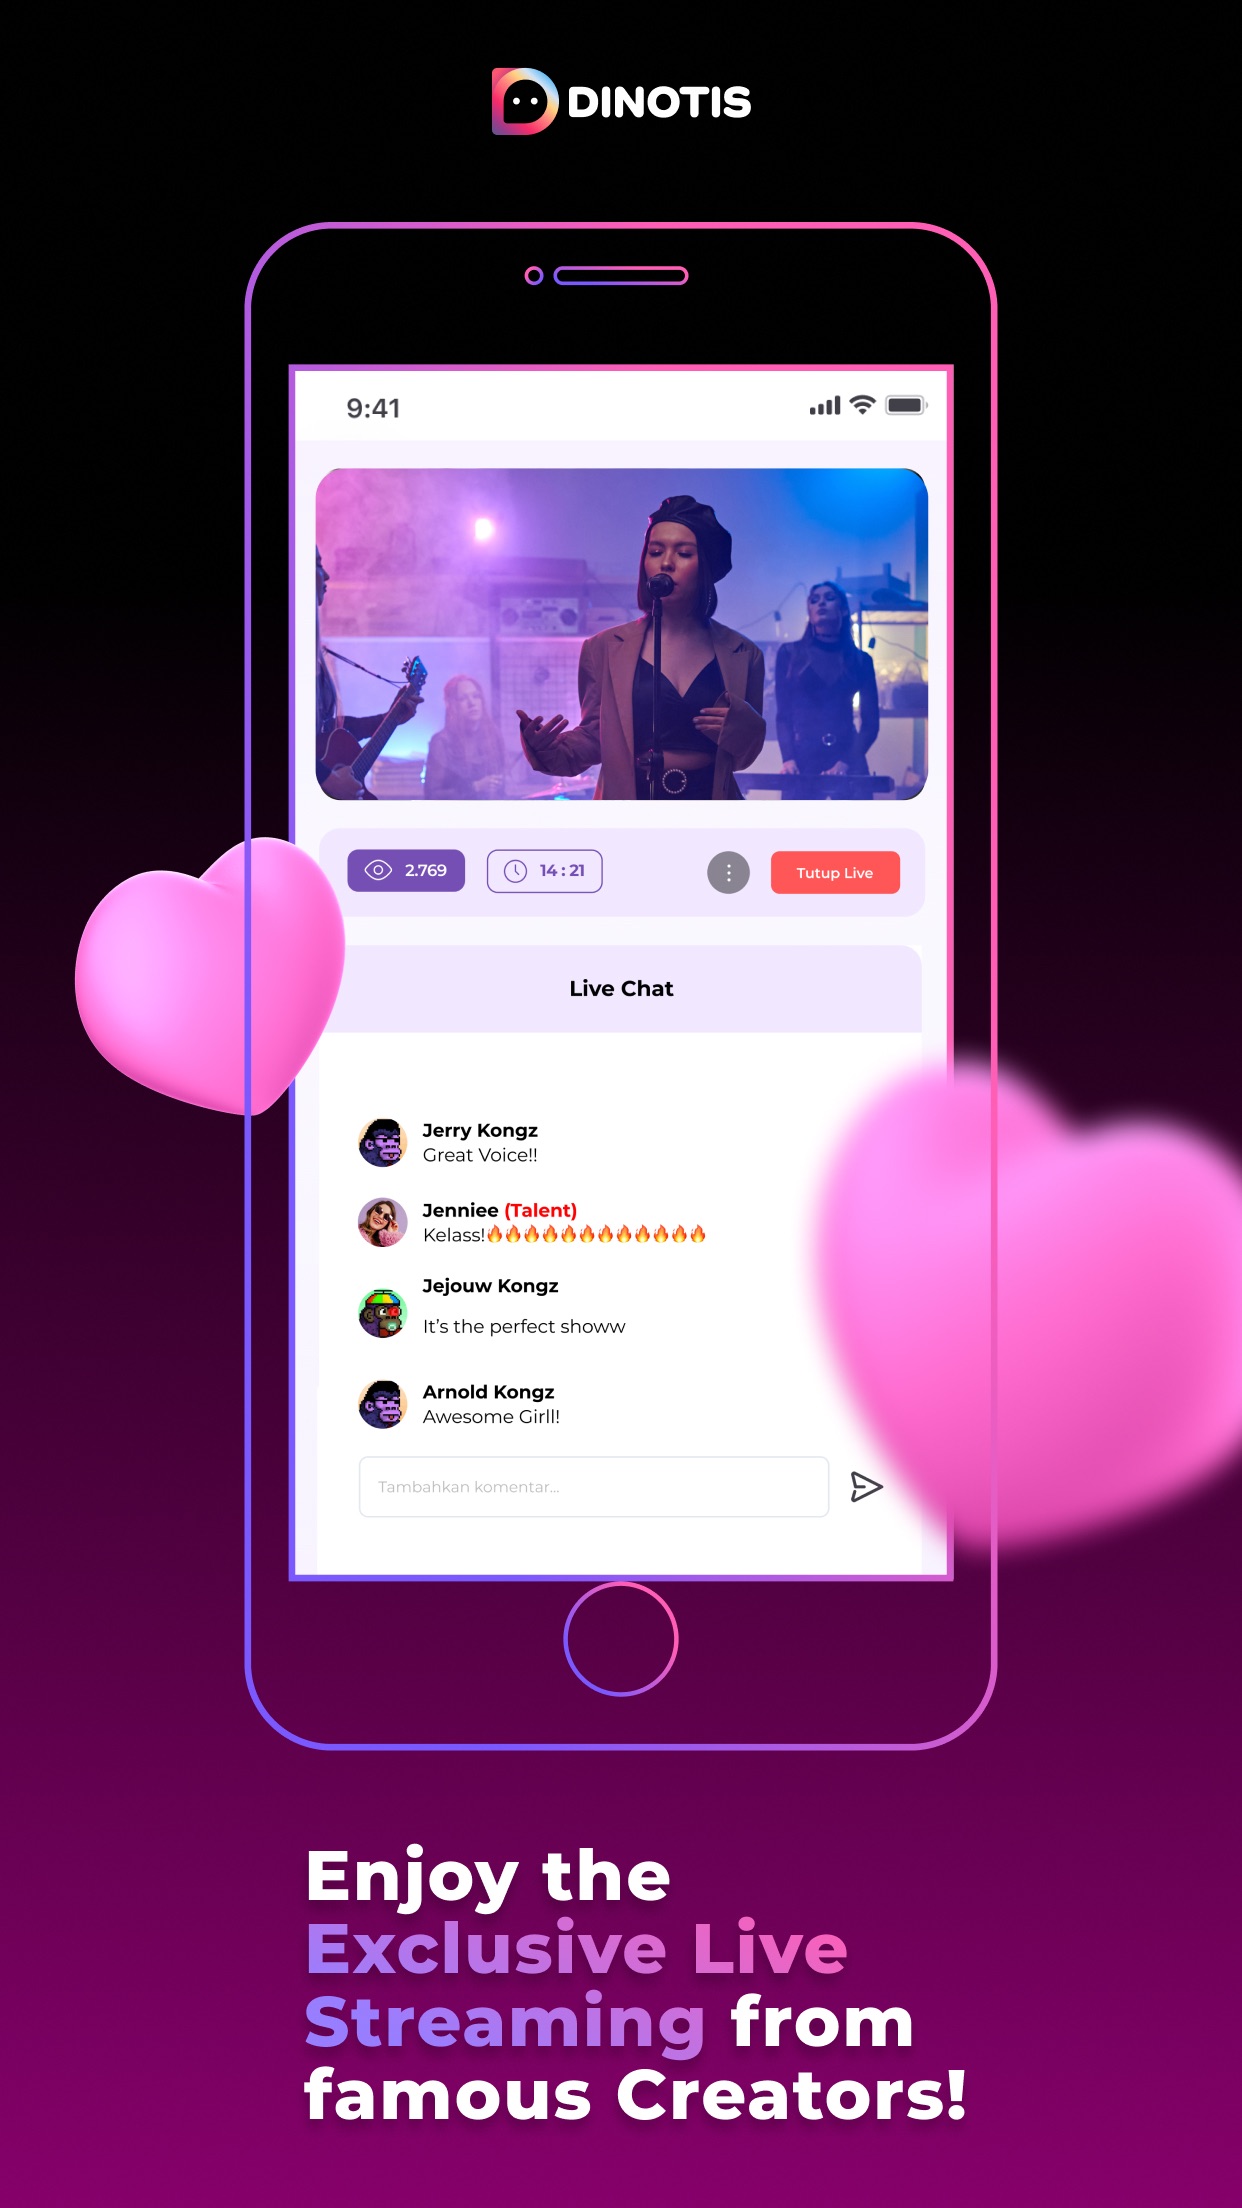 DINOTIS
9:41
2.769
14 : 21
Tutup Live
Live Chat
Jerry Kongz
Great Voice!!
Jenniee (Talent)
Kelass!🔥🔥🔥🔥🔥🔥🔥🔥🔥🔥🔥🔥
Jejouw Kongz
It's the perfect showw
Arnold Kongz
Awesome Girll!
Tambahkan komentar...
Enjoy the
Exclusive Live
Streaming from
famous Creators!